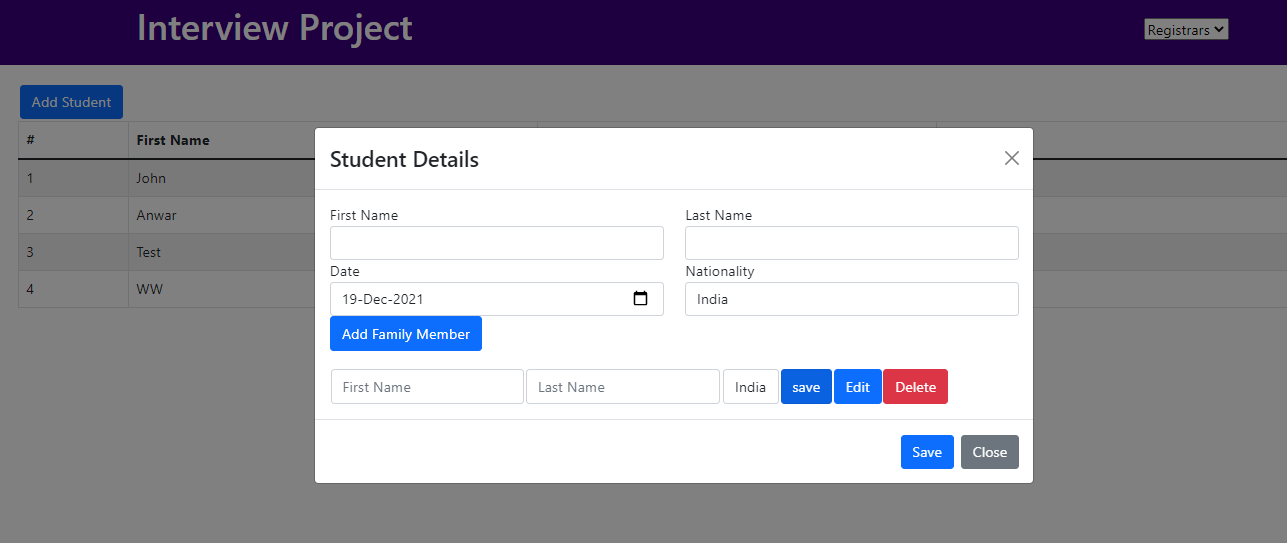 Interview Project
Registrars
Add Student
# First Name
1 John
2 Anwar
3 Test
4 WW
Student Details
First Name Last Name
Date Nationality
19-Dec-2021 India
Add Family Member
First Name Last Name India save Edit Delete
Save Close